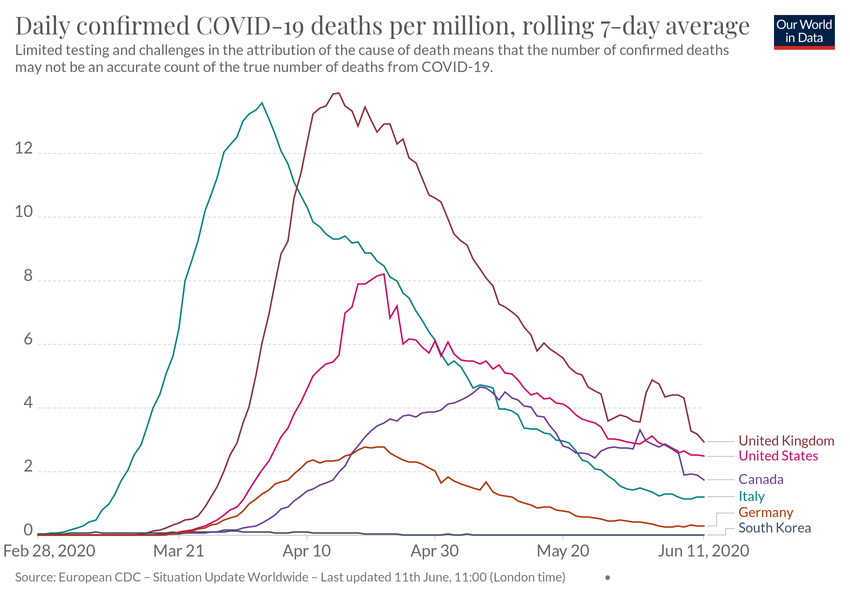 Daily confirmed COVID-19 deaths per million, rolling 7-day average
Our World
in Data
Limited testing and challenges in the attribution of the cause of death means that the number of confirmed deaths
may not be an accurate count of the true number of deaths from COVID-19.
12
10
8
6
4
2
0
United Kingdom
United States
Canada
Italy
Germany
South Korea
Feb 28, 2020
Mar 21
Apr 10
Apr 30
May 20
Jun 11, 2020
Source: European CDC – Situation Update Worldwide – Last updated 11th June, 11:00 (London time)